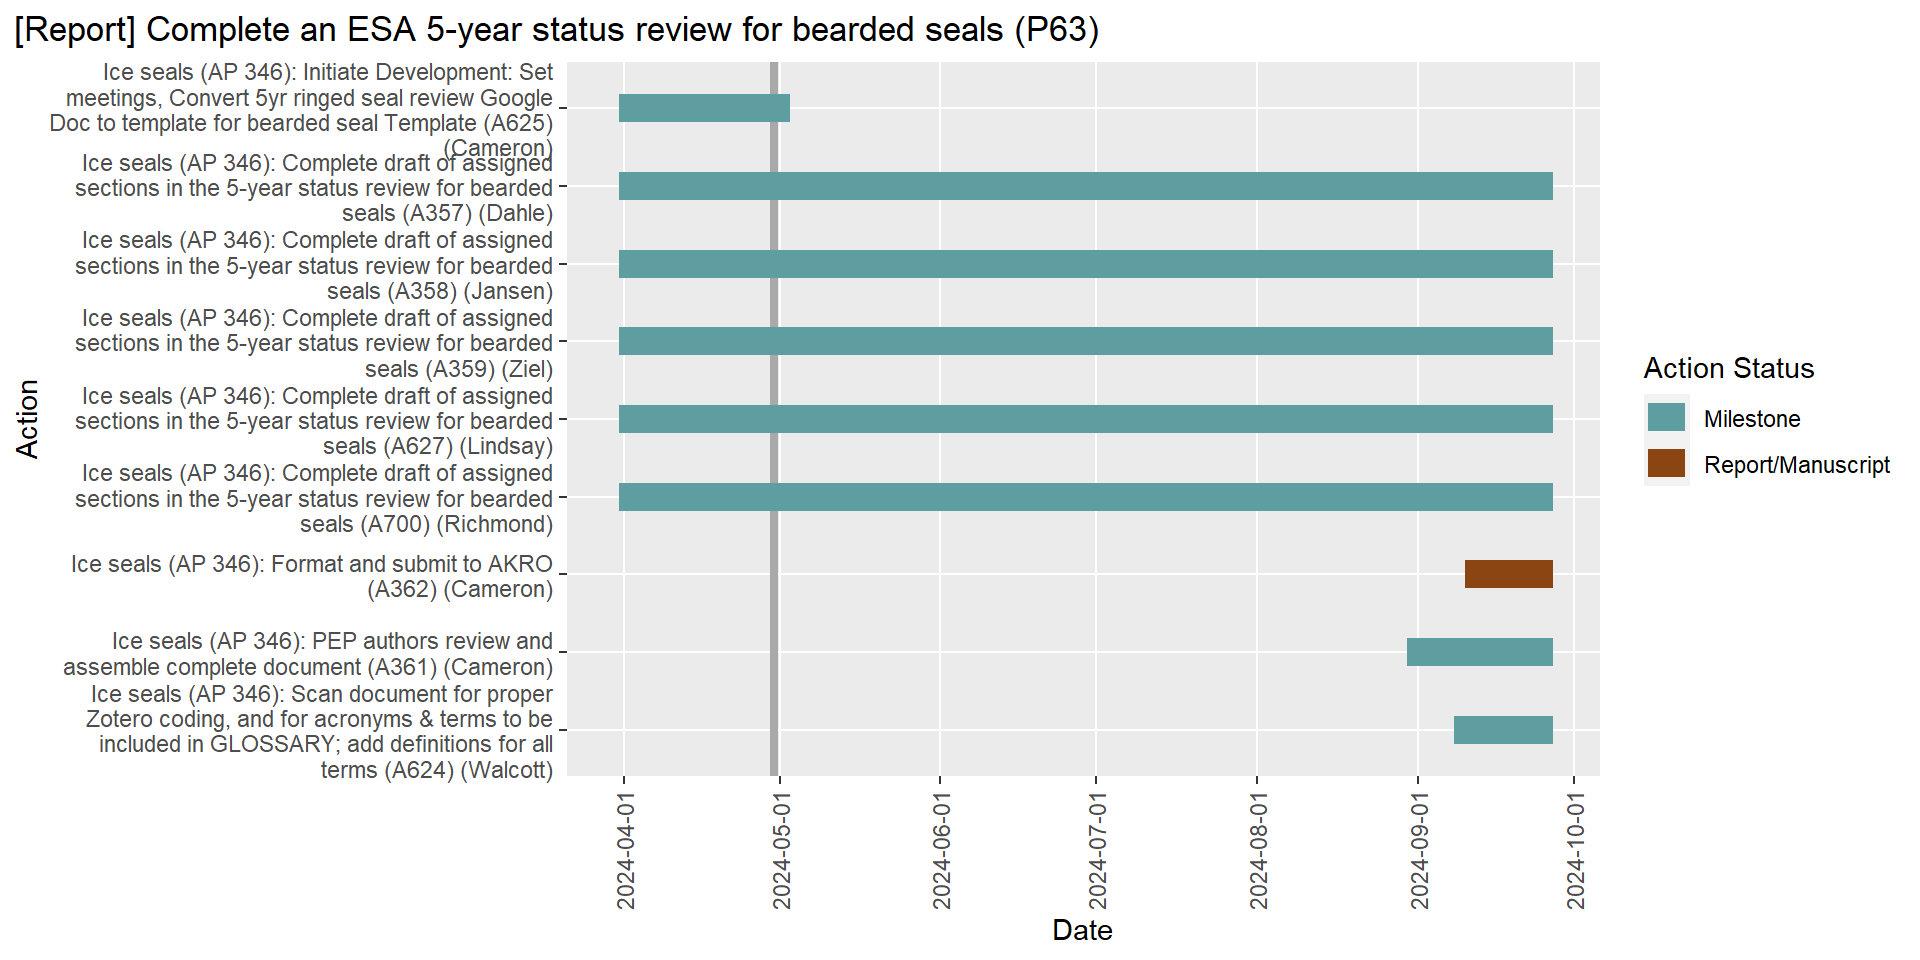 [Report] Complete an ESA 5-year status review for bearded seals (P63)
Ice seals (AP 346): Initiate Development: Set
meetings, Convert 5yr ringed seal review Google
Doc to template for bearded seal Template (A625)
(Cameron)
Ice seals (AP 346): Complete draft of assigned
sections in the 5-year status review for bearded
seals (A357) (Dahle)
Ice seals (AP 346): Complete draft of assigned
sections in the 5-year status review for bearded
seals (A358) (Jansen)
Ice seals (AP 346): Complete draft of assigned
sections in the 5-year status review for bearded
seals (A359) (Ziel)
Ice seals (AP 346): Complete draft of assigned
sections in the 5-year status review for bearded
seals (A627) (Lindsay)
Ice seals (AP 346): Complete draft of assigned
sections in the 5-year status review for bearded
seals (A700) (Richmond)
Ice seals (AP 346): Format and submit to AKRO
(A362) (Cameron)
Ice seals (AP 346): PEP authors review and
assemble complete document (A361) (Cameron)
Ice seals (AP 346): Scan document for proper
Zotero coding, and for acronyms & terms to be
included in GLOSSARY; add definitions for all
terms (A624) (Walcott)
Action
2024-04-01
2024-05-01
2024-06-01
2024-07-01
2024-08-01
2024-09-01
2024-10-01
Date
Action Status
Milestone
Report/Manuscript